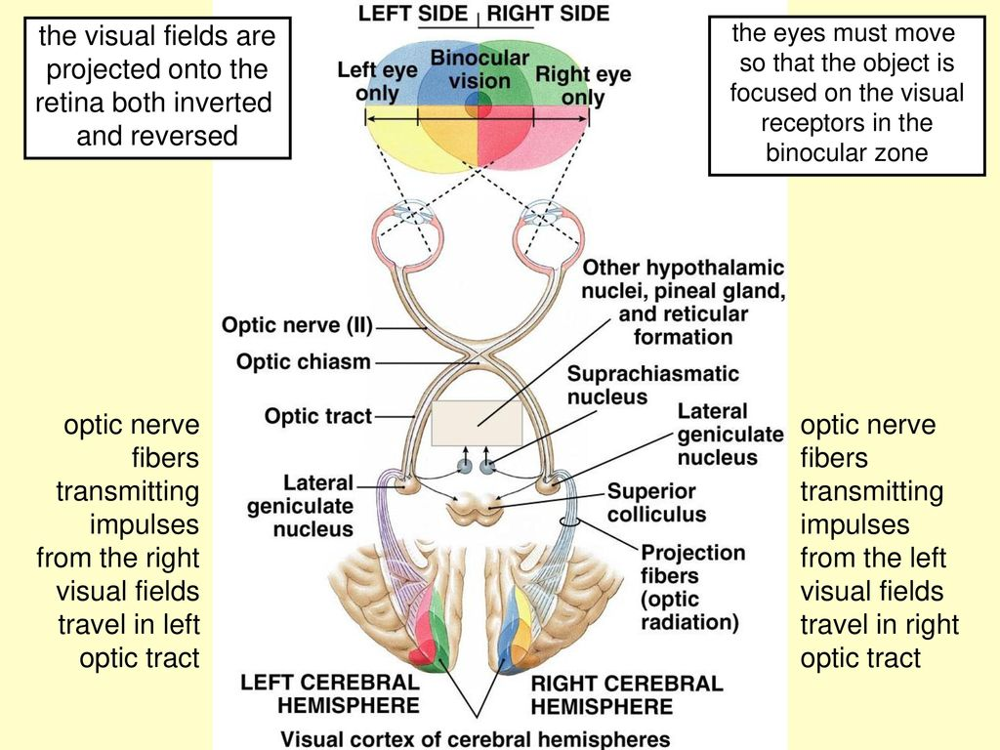 the visual fields are
projected onto the
retina both inverted
and reversed
LEFT SIDE
RIGHT SIDE
Left eye
only
Binocular
vision
Right eye
only
the eyes must move
so that the object is
focused on the visual
receptors in the
binocular zone
Other hypothalamic
nuclei, pineal gland,
and reticular
formation
Optic nerve (II)
Optic chiasm
Suprachiasmatic
nucleus
Optic tract
Lateral
geniculate
nucleus
Lateral
geniculate
nucleus
Superior
colliculus
Projection
fibers
(optic
radiation)
optic nerve
fibers
transmitting
impulses
from the right
visual fields
travel in left
optic tract
optic nerve
fibers
transmitting
impulses
from the left
visual fields
travel in right
optic tract
LEFT CEREBRAL
HEMISPHERE
RIGHT CEREBRAL
HEMISPHERE
Visual cortex of cerebral hemispheres